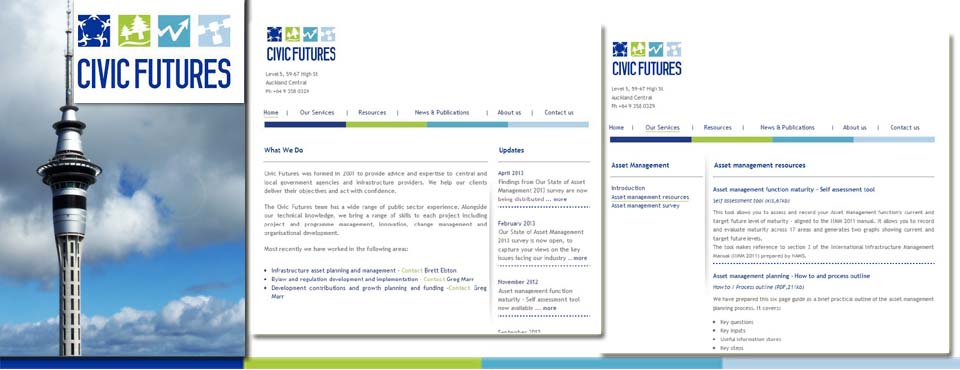 CIVIC FUTURES
CIVIC FUTURES
Level 5, 59-67 High St
Auckland Central
Ph +64 9 358 0329
Home | Our Services | Resources | News & Publications | About us | Contact us
What We Do
Civic Futures was formed in 2001 to provide advice and expertise to central and
local government agencies and infrastructure providers. We help our clients
deliver their objectives and act with confidence.
The Civic Futures team has a wide range of public sector experience. Alongside
our technical knowledge, we bring a range of skills to each project including
project and programme management, innovation, change management and
organisational development.
Most recently we have worked in the following areas:
Infrastructure asset planning and management - Contact Brett Elston
Bylaw and regulation development and implementation - Contact Greg Marr
Development contributions and growth planning and funding -Contact Greg
Marr
Updates
April 2013
Findings from Our State of Asset
Management 2013 survey are now
being distributed ... more
February 2013
Our State of Asset Management
2013 survey is now open, to
capture your views on the key
issues facing our industry ...more
November 2012
Asset management function
maturity - Self assessment tool
now available ... more
September 2012
CIVIC FUTURES
Level 5, 59-67 High St
Auckland Central
Ph +64 9 358 0329
Home | Our Services | Resources | News & Publications | About us | Contact us
Asset Management
Introduction
Asset management resources
Asset management survey
Asset management resources
Asset management function maturity - Self assessment tool
Self assessment tool (xls,67kb)
This tool allows you to assess and record your Asset Management function's current and
target future level of maturity - aligned to the IIMM 2011 manual. It allows you to record
and evaluate maturity across 17 areas and generates two graphs showing current and
target future levels.
The tool makes reference to section 2 of the International Infrastructure Management
Manual (IIMM 2011) prepared by NAMS.
Asset management planning - How to and process outline
How-to / Process outline (PDF,211kb)
We have prepared this six page guide as a brief practical outline of the asset management
planning process. It covers:
Key questions
Key inputs
Useful information stores
Key steps